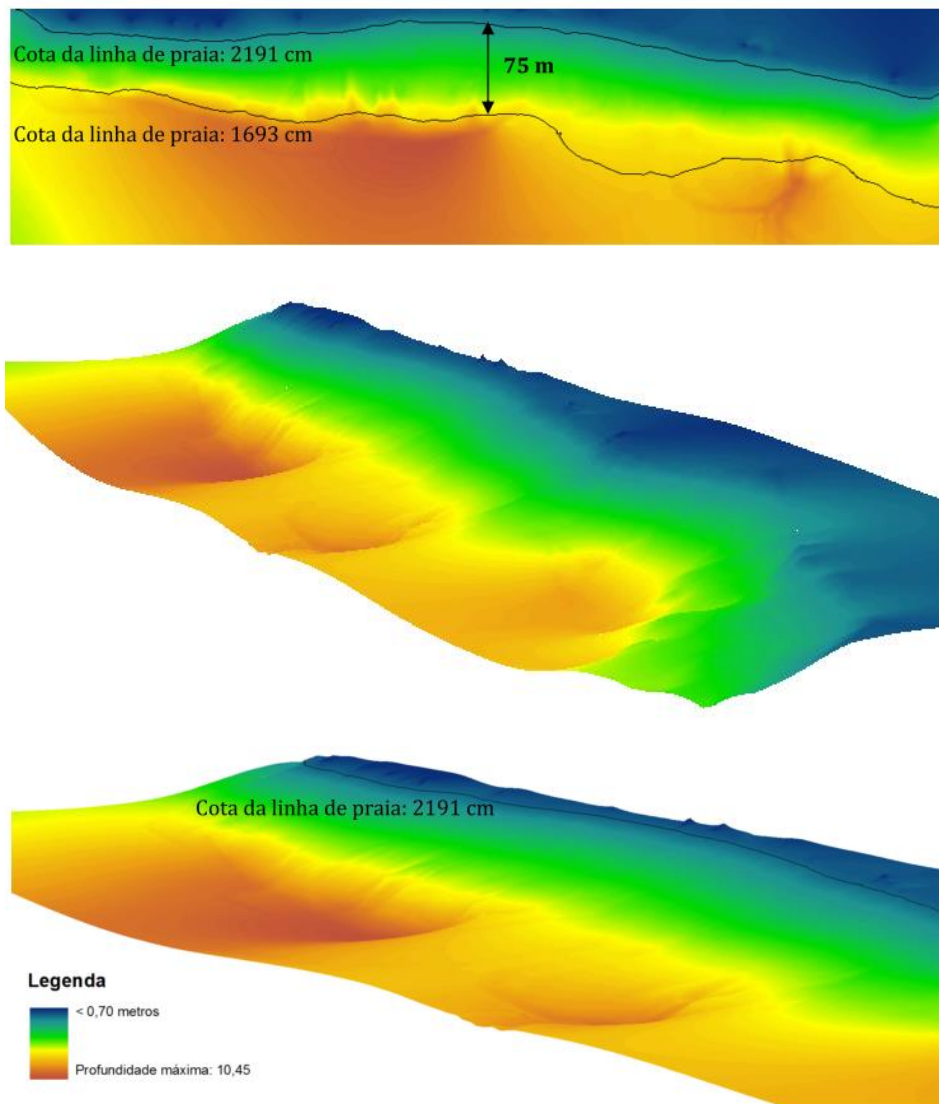 Cota da linha de praia: 2191 cm
75 m
Cota da linha de praia: 1693 cm
Cota da linha de praia: 2191 cm
Legenda
< 0,70 metros
Profundidade máxima: 10,45